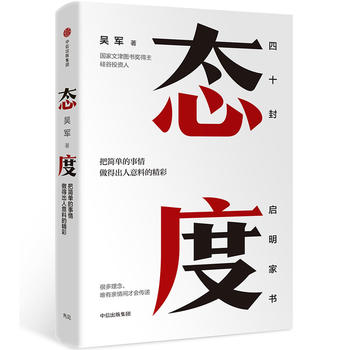 中信出版集团
态
吴军 著
度
把简单的事情
做得出人意料的精彩
吴军 著
国家文津图书奖得主
硅谷投资人
态
四十封
把简单的事情
做得出人意料的精彩
启明家书
度
很多理念，
唯有亲情间才会传递
中信出版集团